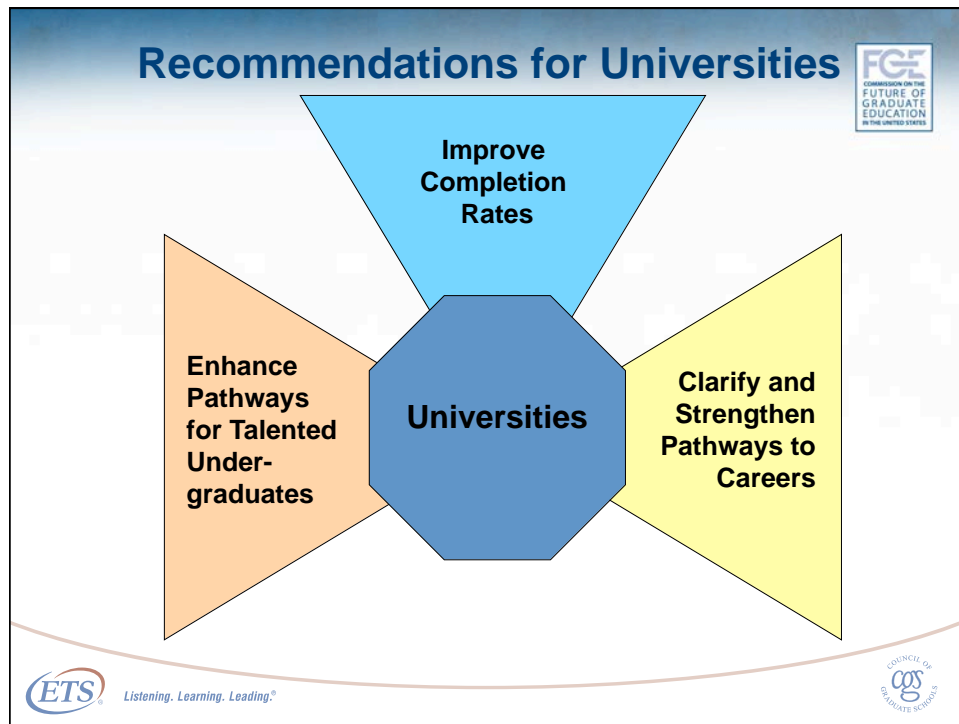 Recommendations for Universities
FGE
COMMISSION ON THE
FUTURE OF
GRADUATE
EDUCATION
IN THE UNITED STATES
Improve
Completion
Rates
Enhance
Pathways
for Talented
Under-
graduates
Universities
Clarify and
Strengthen
Pathways to
Careers
ETS®
Listening. Learning. Leading.®
COUNCIL OF
cgs
GRADUATE SCHOOLS